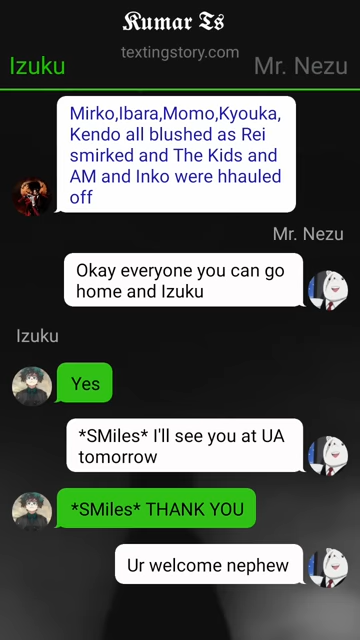 Kumar Ts
textingstory.com
Izuku
Mr. Nezu
Mirko,Ibara,Momo,Kyouka,
Kendo all blushed as Rei
smirked and The Kids and
AM and Inko were hhauled
off
Mr. Nezu
Okay everyone you can go
home and Izuku
Izuku
Yes
*SMiles* I'll see you at UA
tomorrow
*SMiles* THANK YOU
Ur welcome nephew